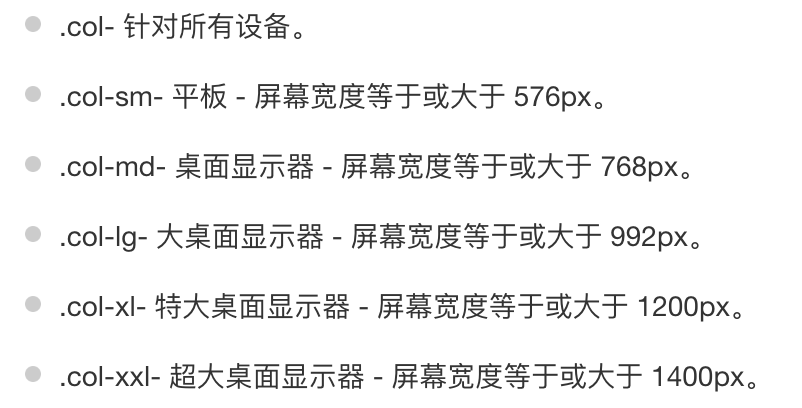 .col- 针对所有设备。
.col-sm- 平板 - 屏幕宽度等于或大于 576px。
.col-md- 桌面显示器 - 屏幕宽度等于或大于 768px。
.col-lg- 大桌面显示器 - 屏幕宽度等于或大于 992px。
.col-xl- 特大桌面显示器 - 屏幕宽度等于或大于 1200px。
.col-xxl- 超大桌面显示器 - 屏幕宽度等于或大于 1400px。